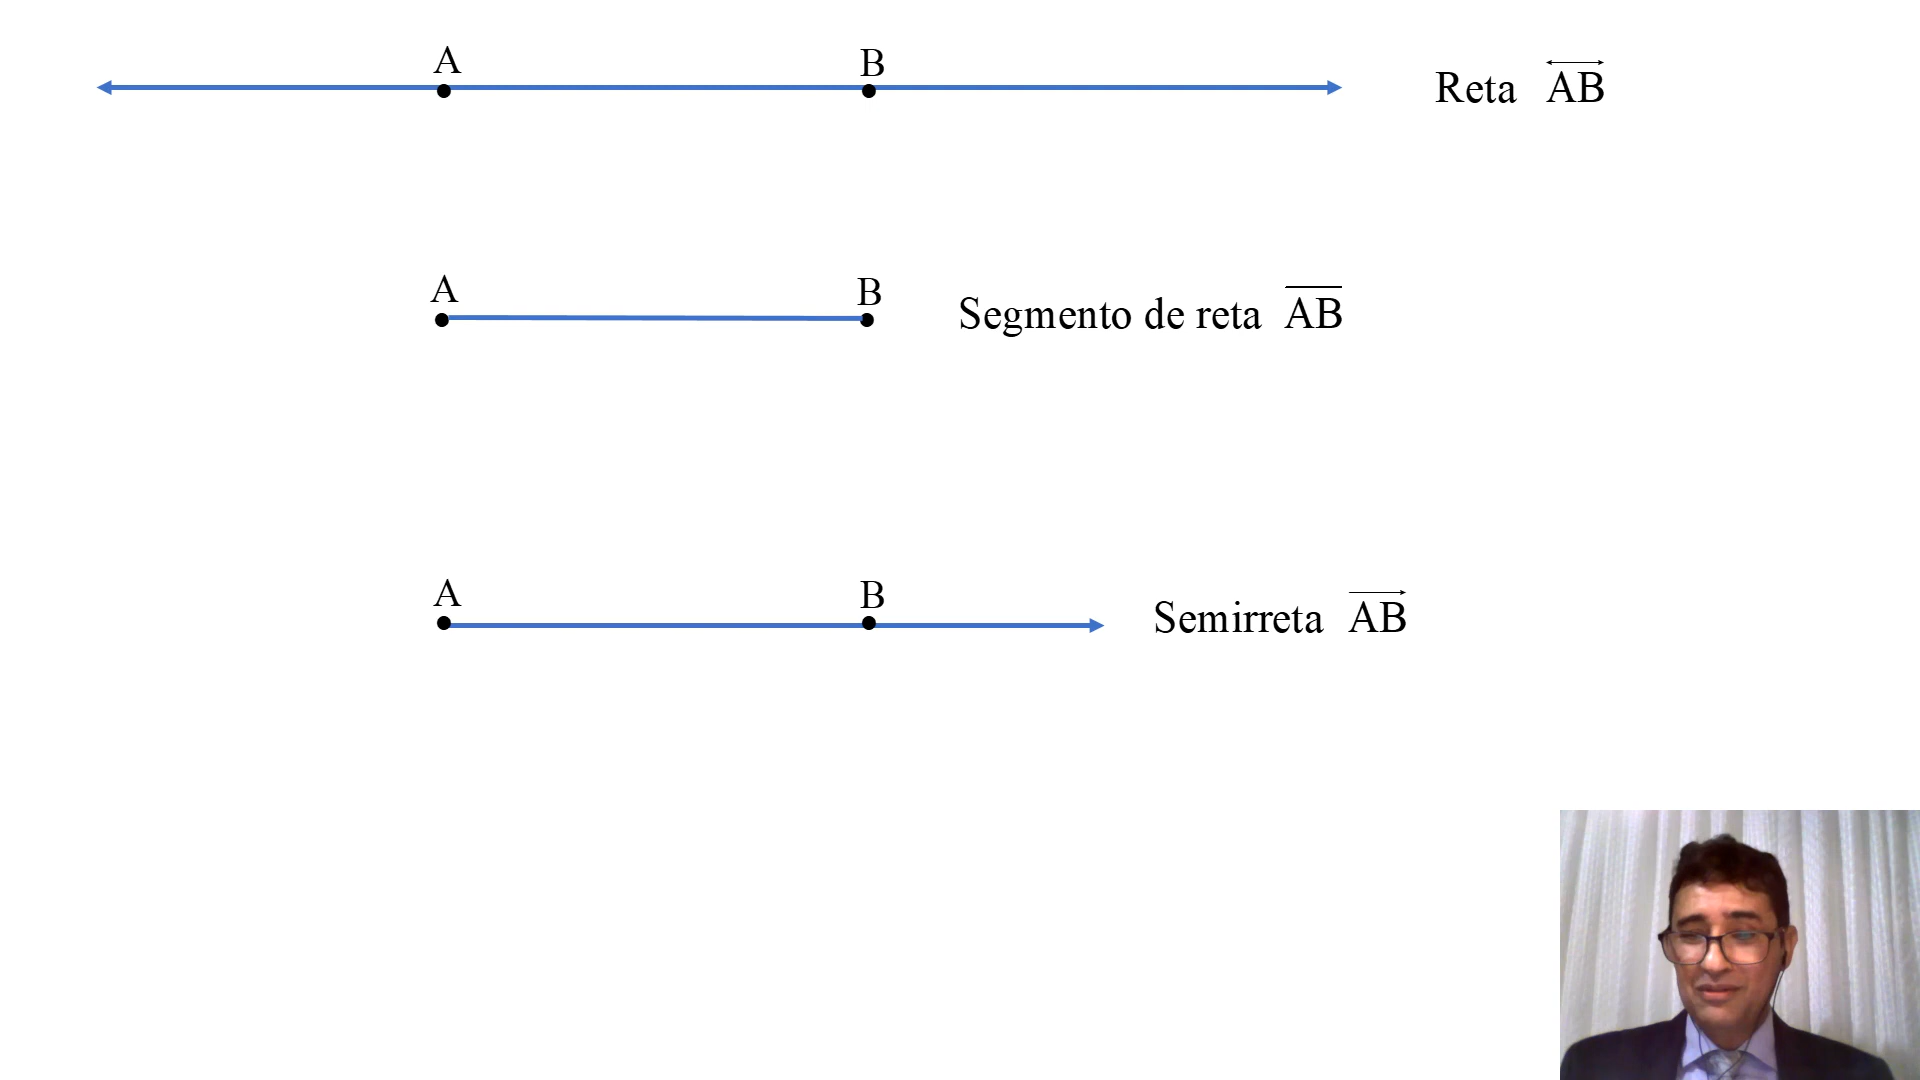 A B
Reta AB
A B
Segmento de reta AB
A B
Semirreta AB